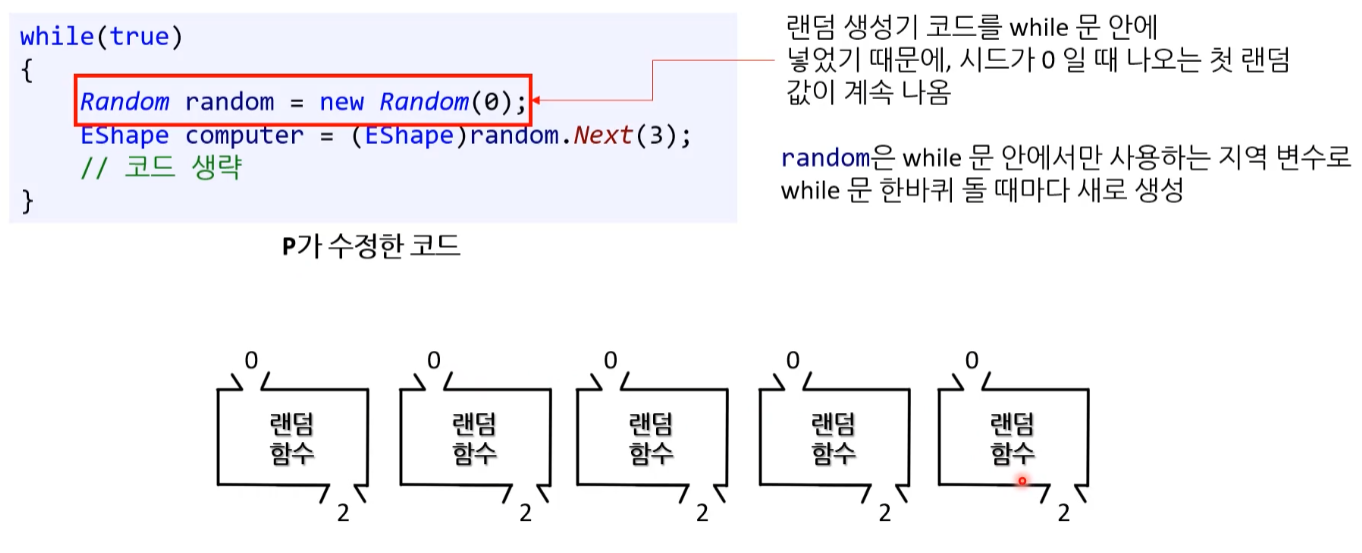 while(true)
{
Random random = new Random(0);
EShape computer = (EShape)random.Next(3);
// 코드 생략
}
P가 수정한 코드
랜덤 생성기 코드를 while 문 안에
넣었기 때문에, 시드가 0 일 때 나오는 첫 랜덤
값이 계속 나옴
random은 while 문 안에서만 사용하는 지역 변수로
while 문 한바퀴 돌 때마다 새로 생성
0 0 0 0 0
랜덤 랜덤 랜덤 랜덤 랜덤
함수 함수 함수 함수 함수
2 2 2 2 2